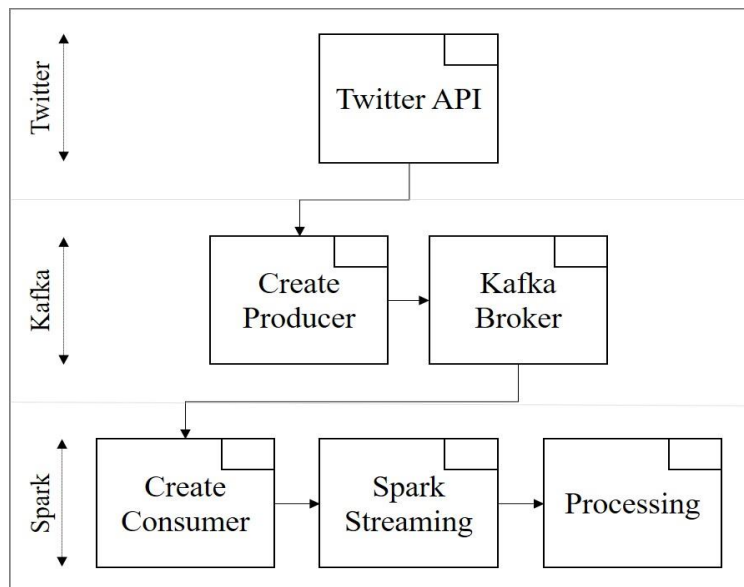 Twitter
Twitter API
Kafka
Create
Producer
Kafka
Broker
Spark
Create
Consumer
Spark
Streaming
Processing